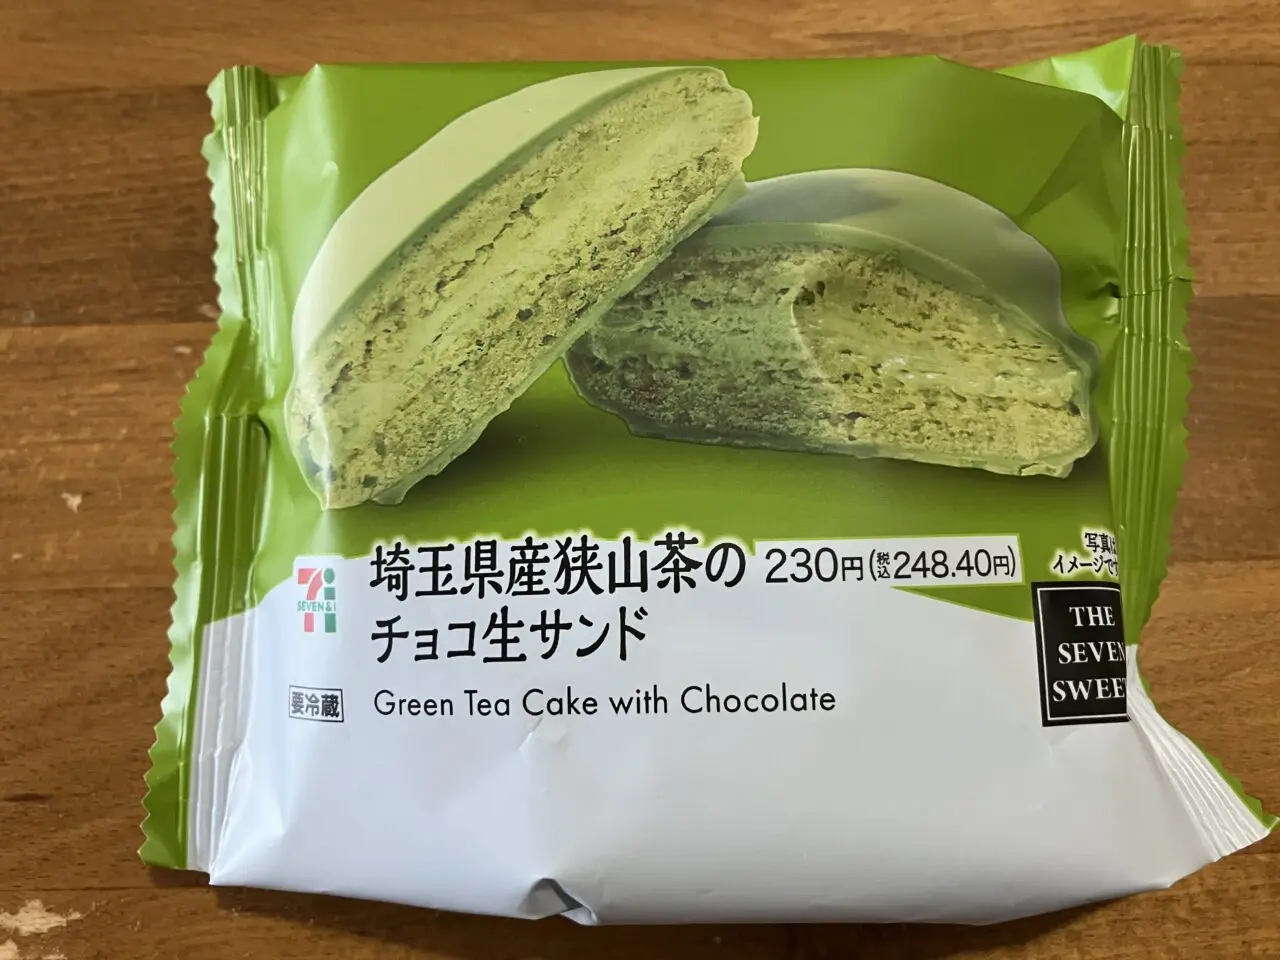 埼玉県産狭山茶の
チョコ生サンド
230円(税込248.40円)
写真は
イメージです
SEVEN&i
要冷蔵
Green Tea Cake with Chocolate
THE
SEVEN
SWEET